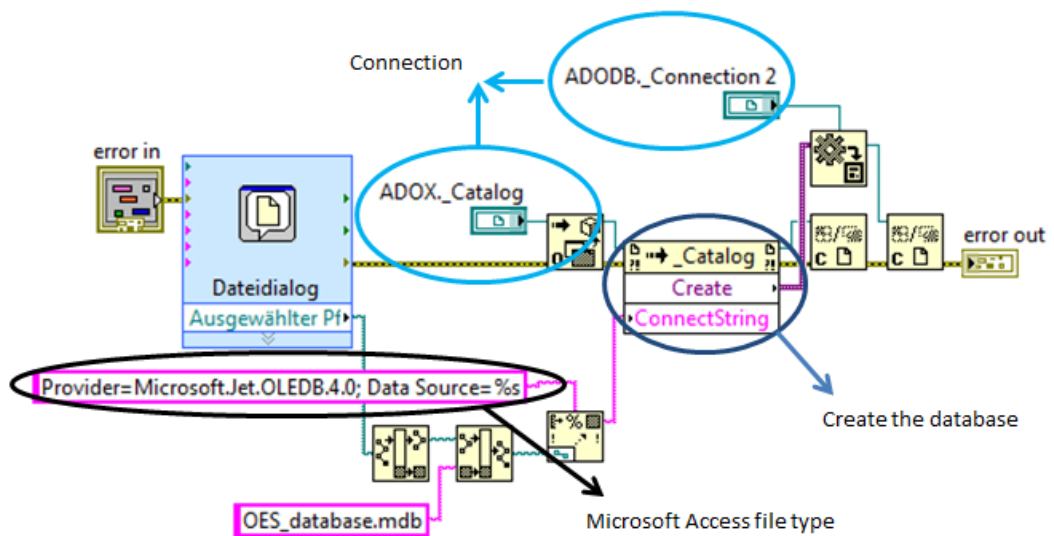 Connection
ADODB._Connection 2
error in
ADOX._Catalog
_Catalog
error out
Dateidialog
Create
Ausgewählter Pf
ConnectString
Provider=Microsoft.Jet.OLEDB.4.0; Data Source=%s
Create the database
OES_database.mdb
Microsoft Access file type